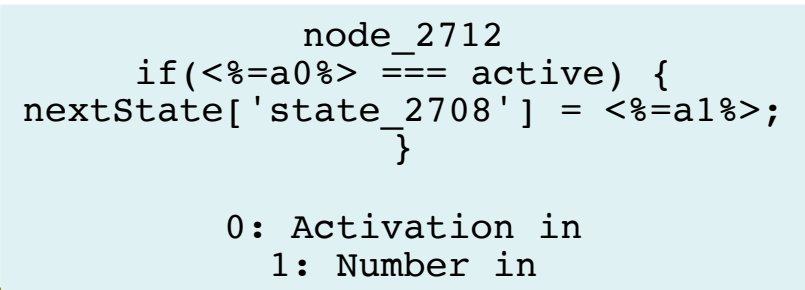 node_2712
if(<%=a0%> === active) {
nextState['state_2708'] = <%=a1%>;
}
0: Activation in
1: Number in